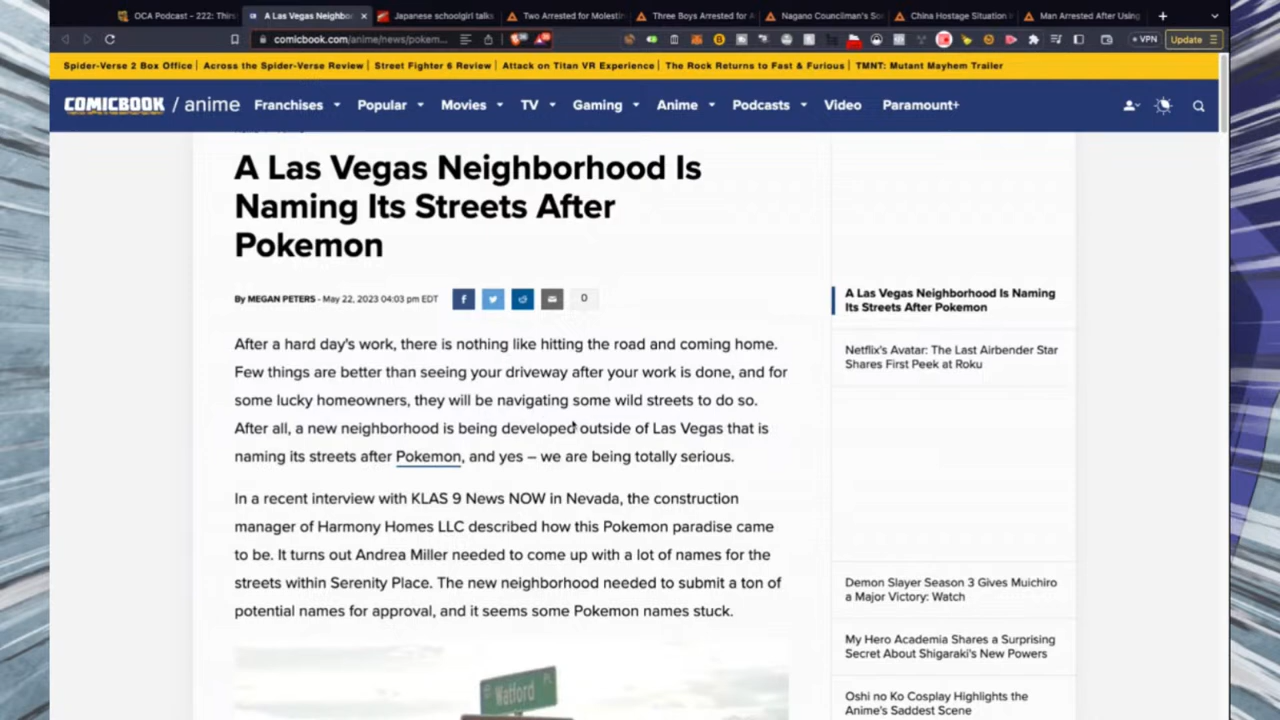 OCA Podcast – 222: Thirs
A Las Vegas Neighbo
Japanese schoolgirl talks
Two Arrested for Molestin
Three Boys Arrested for A
Nagano Councilman's So
China Hostage Situation
Man Arrested After Using
comicbook.com/anime/news/pokem...
VPN
Update
Spider-Verse 2 Box Office | Across the Spider-Verse Review | Street Fighter 6 Review | Attack on Titan VR Experience | The Rock Returns to Fast & Furious | TMNT: Mutant Mayhem Trailer
COMICBOOK / anime Franchises Popular Movies TV Gaming Anime Podcasts Video Paramount+
A Las Vegas Neighborhood Is
Naming Its Streets After
Pokemon
By MEGAN PETERS - May 22, 2023 04:03 pm EDT
0
After a hard day's work, there is nothing like hitting the road and coming home.
Few things are better than seeing your driveway after your work is done, and for
some lucky homeowners, they will be navigating some wild streets to do so.
After all, a new neighborhood is being developed outside of Las Vegas that is
naming its streets after Pokemon, and yes – we are being totally serious.
In a recent interview with KLAS 9 News NOW in Nevada, the construction
manager of Harmony Homes LLC described how this Pokemon paradise came
to be. It turns out Andrea Miller needed to come up with a lot of names for the
streets within Serenity Place. The new neighborhood needed to submit a ton of
potential names for approval, and it seems some Pokemon names stuck.
Watford PL
A Las Vegas Neighborhood Is Naming
Its Streets After Pokemon
Netflix's Avatar: The Last Airbender Star
Shares First Peek at Roku
Demon Slayer Season 3 Gives Muichiro
a Major Victory: Watch
My Hero Academia Shares a Surprising
Secret About Shigaraki's New Powers
Oshi no Ko Cosplay Highlights the
Anime's Saddest Scene